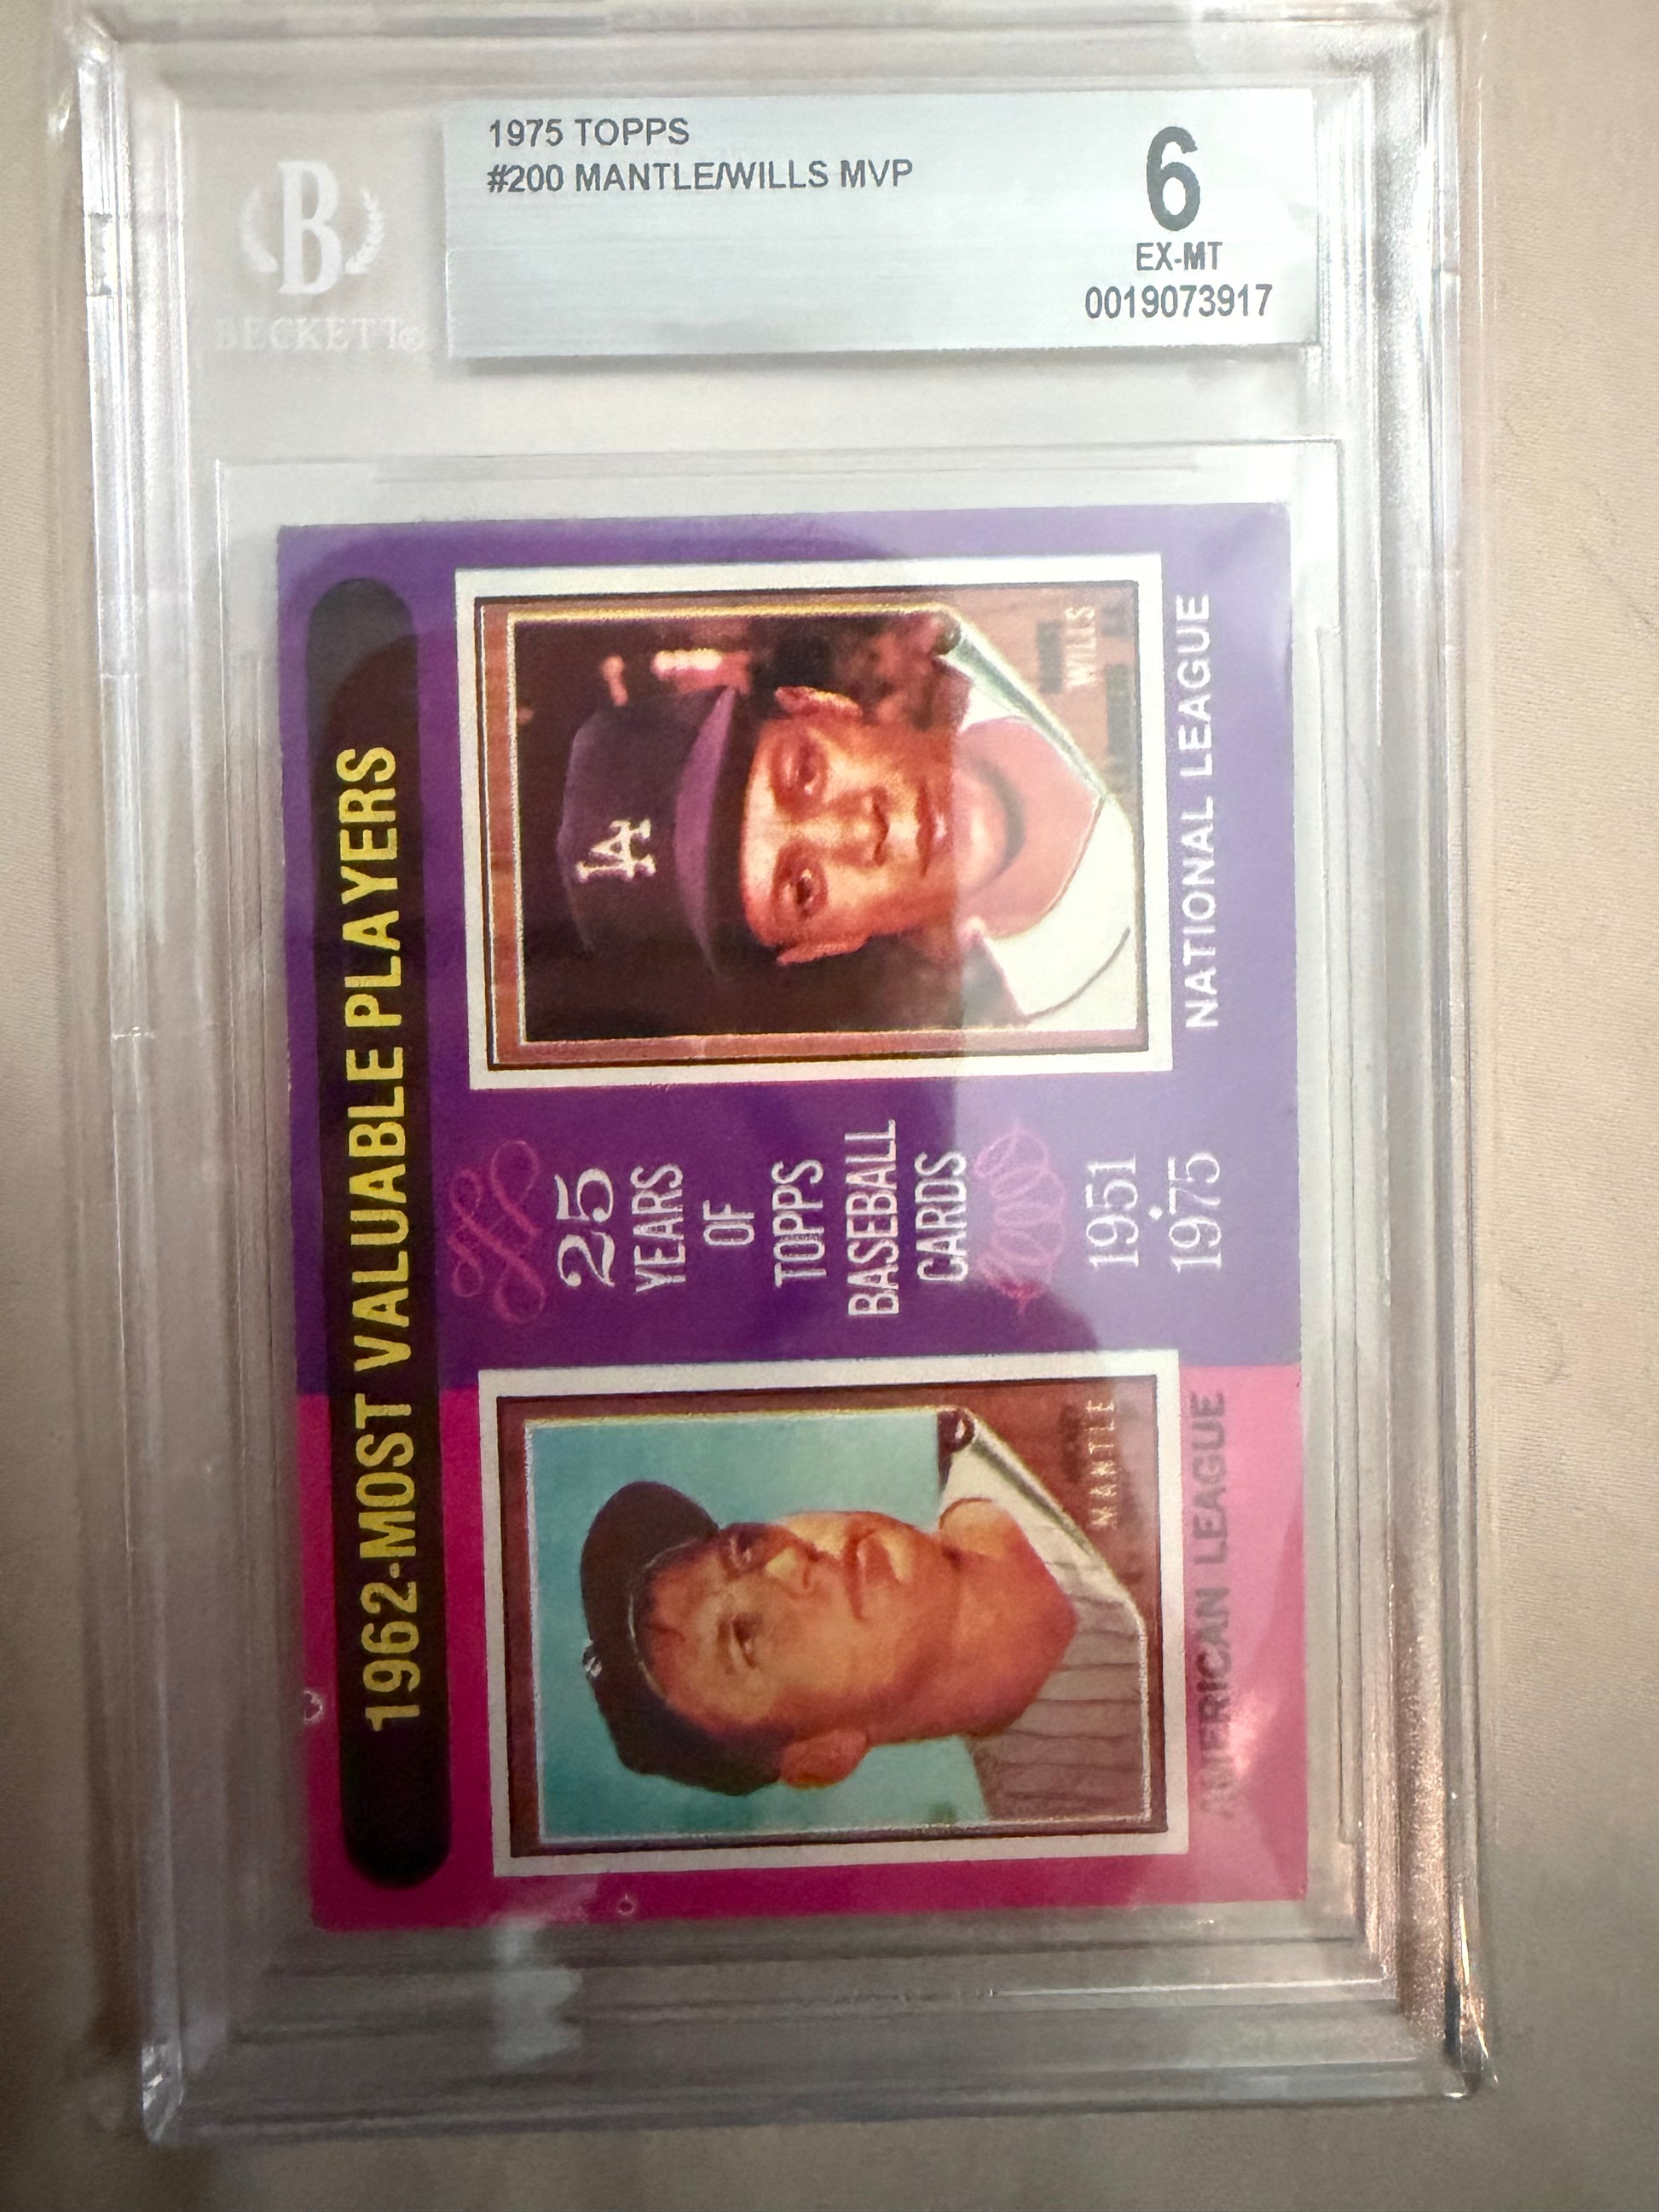 B
BECKETT®
1975 TOPPS
#200 MANTLE/WILLS MVP
6
EX-MT
0019073917
1962-MOST VALUABLE PLAYERS
MANTLE
AMERICAN LEAGUE
25
YEARS
OF
TOPPS
BASEBALL
CARDS
1951
•
1975
LA
WILLS
NATIONAL LEAGUE